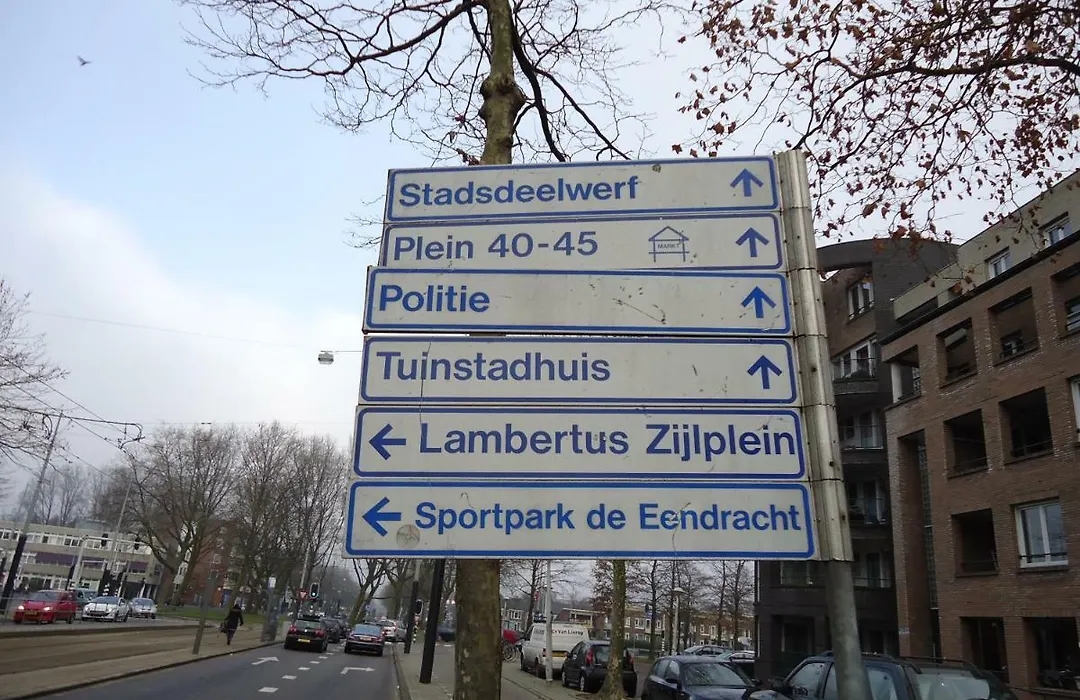 Stadsdeelwerf
Plein 40-45 MARKT
Politie
Tuinstadhuis
Lambertus Zijlplein
Sportpark de Eendracht